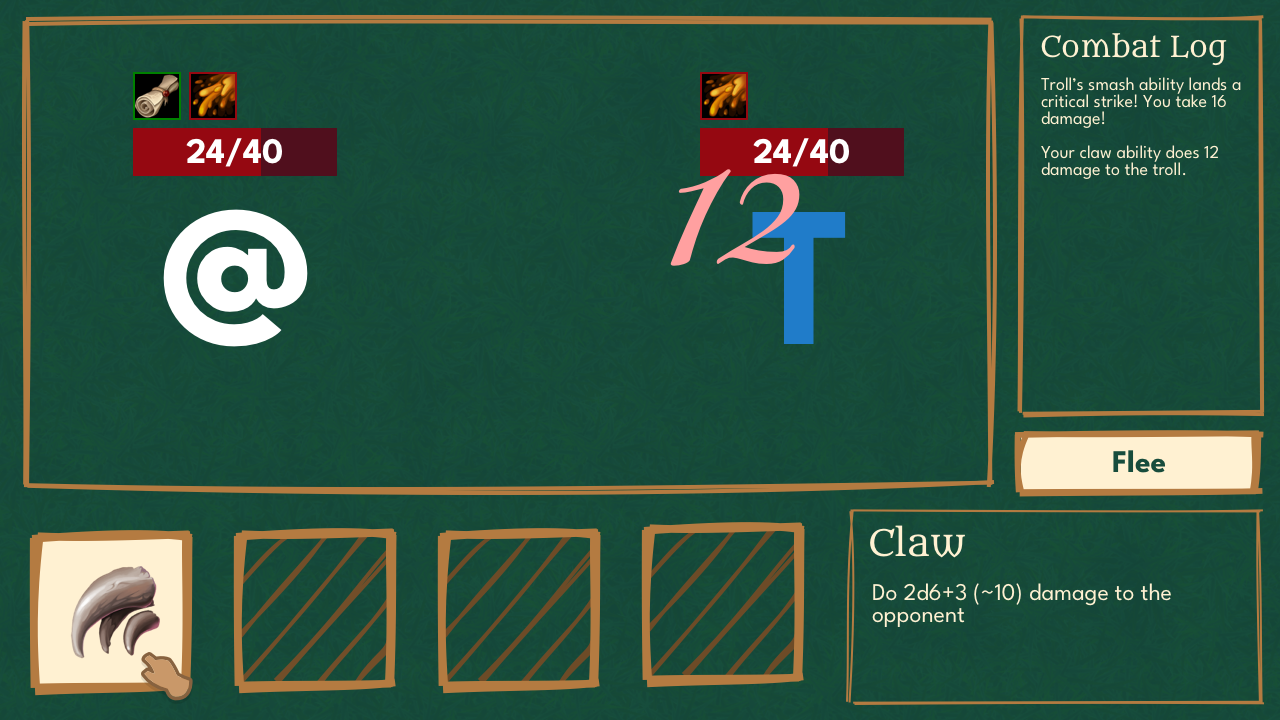 24/40
24/40
12
@
T
Combat Log
Troll's smash ability lands a
critical strike! You take 16
damage!
Your claw ability does 12
damage to the troll.
Flee
Claw
Do 2d6+3 (~10) damage to the
opponent